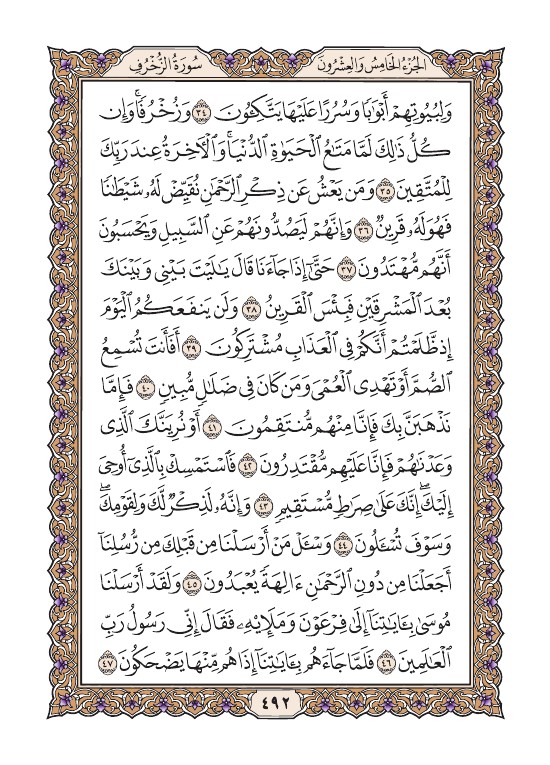 الجزء الخامس والعشرون
سورة الزخرف
وَلِبُيُوتِهِمْ أَبْوَٰبًا وَسُرُرًا عَلَيْهَا يَتَّكِـُٔونَ ٣٤ وَزُخْرُفًا ۚ وَإِن
كُلُّ ذَٰلِكَ لَمَّا مَتَٰعُ ٱلْحَيَوٰةِ ٱلدُّنْيَا ۚ وَٱلْءَاخِرَةُ عِندَ رَبِّكَ
لِلْمُتَّقِينَ ٣٥ وَمَن يَعْشُ عَن ذِكْرِ ٱلرَّحْمَٰنِ نُقَيِّضْ لَهُۥ شَيْطَٰنًا
فَهُوَ لَهُۥ قَرِينٌ ٣٦ وَإِنَّهُمْ لَيَصُدُّونَهُمْ عَنِ ٱلسَّبِيلِ وَيَحْسَبُونَ
أَنَّهُم مُّهْتَدُونَ ٣٧ حَتَّىٰٓ إِذَا جَآءَنَا قَالَ يَٰلَيْتَ بَيْنِى وَبَيْنَكَ
بُعْدَ ٱلْمَشْرِقَيْنِ فَبِئْسَ ٱلْقَرِينُ ٣٨ وَلَن يَنفَعَكُمُ ٱلْيَوْمَ
إِذ ظَّلَمْتُمْ أَنَّكُمْ فِى ٱلْعَذَابِ مُشْتَرِكُونَ ٣٩ أَفَأَنتَ تُسْمِعُ
ٱلصُّمَّ أَوْ تَهْدِى ٱلْعُمْىَ وَمَن كَانَ فِى ضَلَٰلٍ مُّبِينٍ ٤٠ فَإِمَّا
نَذْهَبَنَّ بِكَ فَإِنَّا مِنْهُم مُّنتَقِمُونَ ٤١ أَوْ نُرِيَنَّكَ ٱلَّذِى
وَعَدْنَٰهُمْ فَإِنَّا عَلَيْهِم مُّقْتَدِرُونَ ٤٢ فَٱسْتَمْسِكْ بِٱلَّذِىٓ أُوحِىَ
إِلَيْكَ ۖ إِنَّكَ عَلَىٰ صِرَٰطٍ مُّسْتَقِيمٍ ٤٣ وَإِنَّهُۥ لَذِكْرٌ لَّكَ وَلِقَوْمِكَ ۖ
وَسَوْفَ تُسْـَٔلُونَ ٤٤ وَسْـَٔلْ مَنْ أَرْسَلْنَا مِن قَبْلِكَ مِن رُّسُلِنَآ
أَجَعَلْنَا مِن دُونِ ٱلرَّحْمَٰنِ ءَالِهَةً يُعْبَدُونَ ٤٥ وَلَقَدْ أَرْسَلْنَا
مُوسَىٰ بِـَٔايَٰتِنَآ إِلَىٰ فِرْعَوْنَ وَمَلَإِيْهِۦ فَقَالَ إِنِّى رَسُولُ رَبِّ
ٱلْعَٰلَمِينَ ٤٦ فَلَمَّا جَآءَهُم بِـَٔايَٰتِنَآ إِذَا هُم مِّنْهَا يَضْحَكُونَ ٤٧
٤٩٢